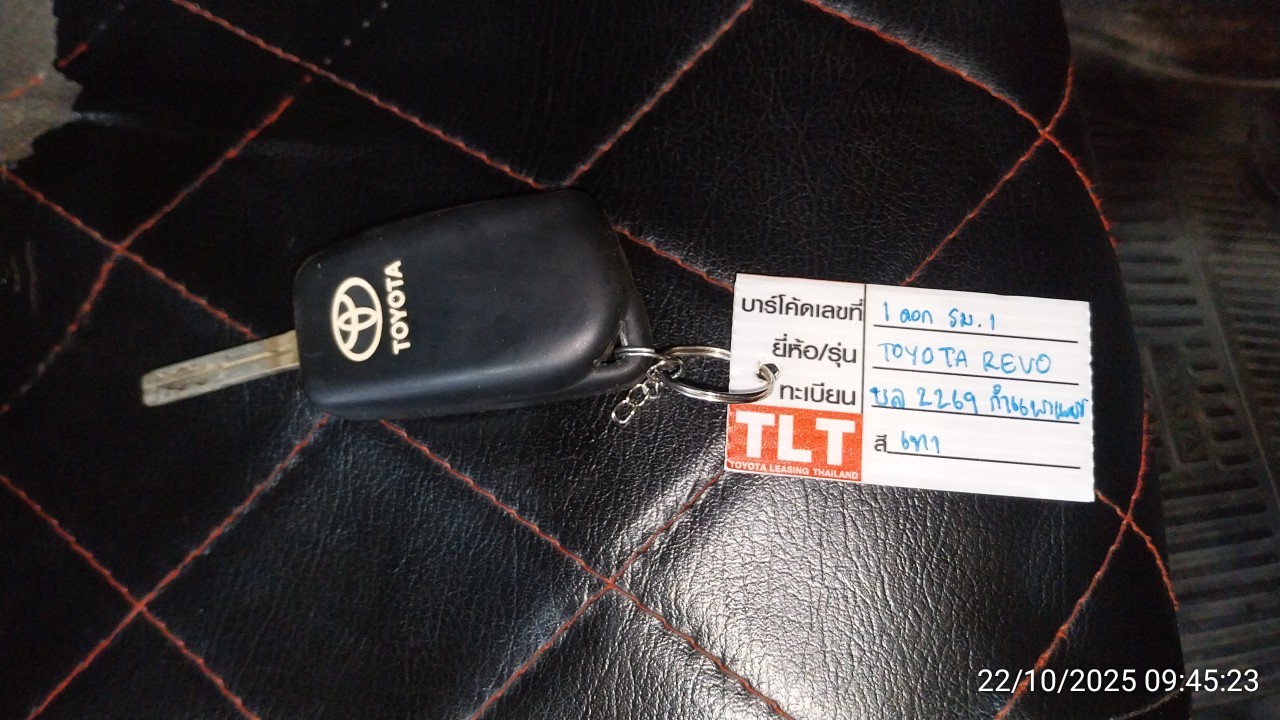 TOYOTA
บาร์โค้ดเลขที่ 1 ดอก รม.1
ยี่ห้อ/รุ่น TOYOTA REVO
ทะเบียน บล 2269 กำแพงเพชร
TLT
TOYOTA LEASING THAILAND
สี เทา
22/10/2025 09:45:23